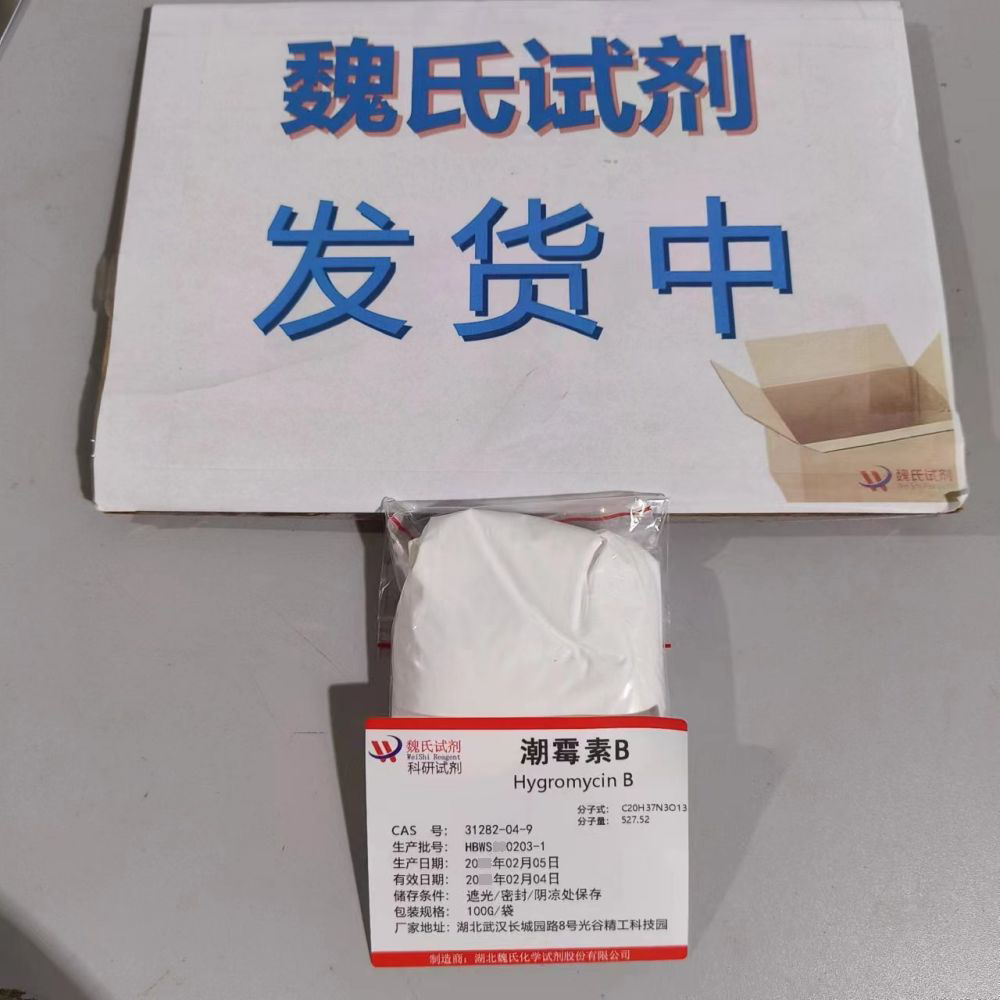 魏氏试剂
发货中
魏氏试剂
魏氏试剂
WeiShi Reagent
科研试剂
潮霉素B
Hygromycin B
分子式: C20H37N3O13
分子量: 527.52
CAS 号: 31282-04-9
生产批号: HBWS 0203-1
生产日期: 20 年02月05日
有效日期: 20 年02月04日
储存条件: 遮光/密封/阴凉处保存
包装规格: 100G/袋
厂家地址: 湖北武汉长城园路8号光谷精工科技园
制造商: 湖北魏氏化学试剂股份有限公司